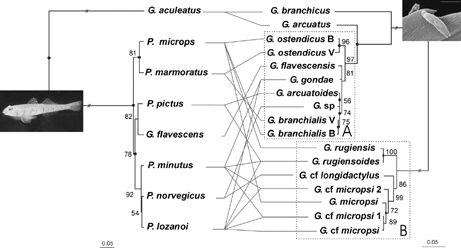 G. aculeatus
G. branchicus
G. arcuatus
P. microps
G. ostendicus B
96
G. ostendicus V
81
97
P. marmoratus
G. flavescensis
81
G. gondae
P. pictus
G. arcuatoides
56
82
G. sp
74
G. flavescens
G. branchialis V
75
G. branchialis B
A
78
G. rugiensis
100
P. minutus
G. rugiensoides
G. cf longidactylus
86
92
P. norvegicus
G. cf micropsi 2
99
54
G. micropsi
72
G. cf micropsi 1
89
P. lozanoi
G. cf micropsi
B
0.05
0.05